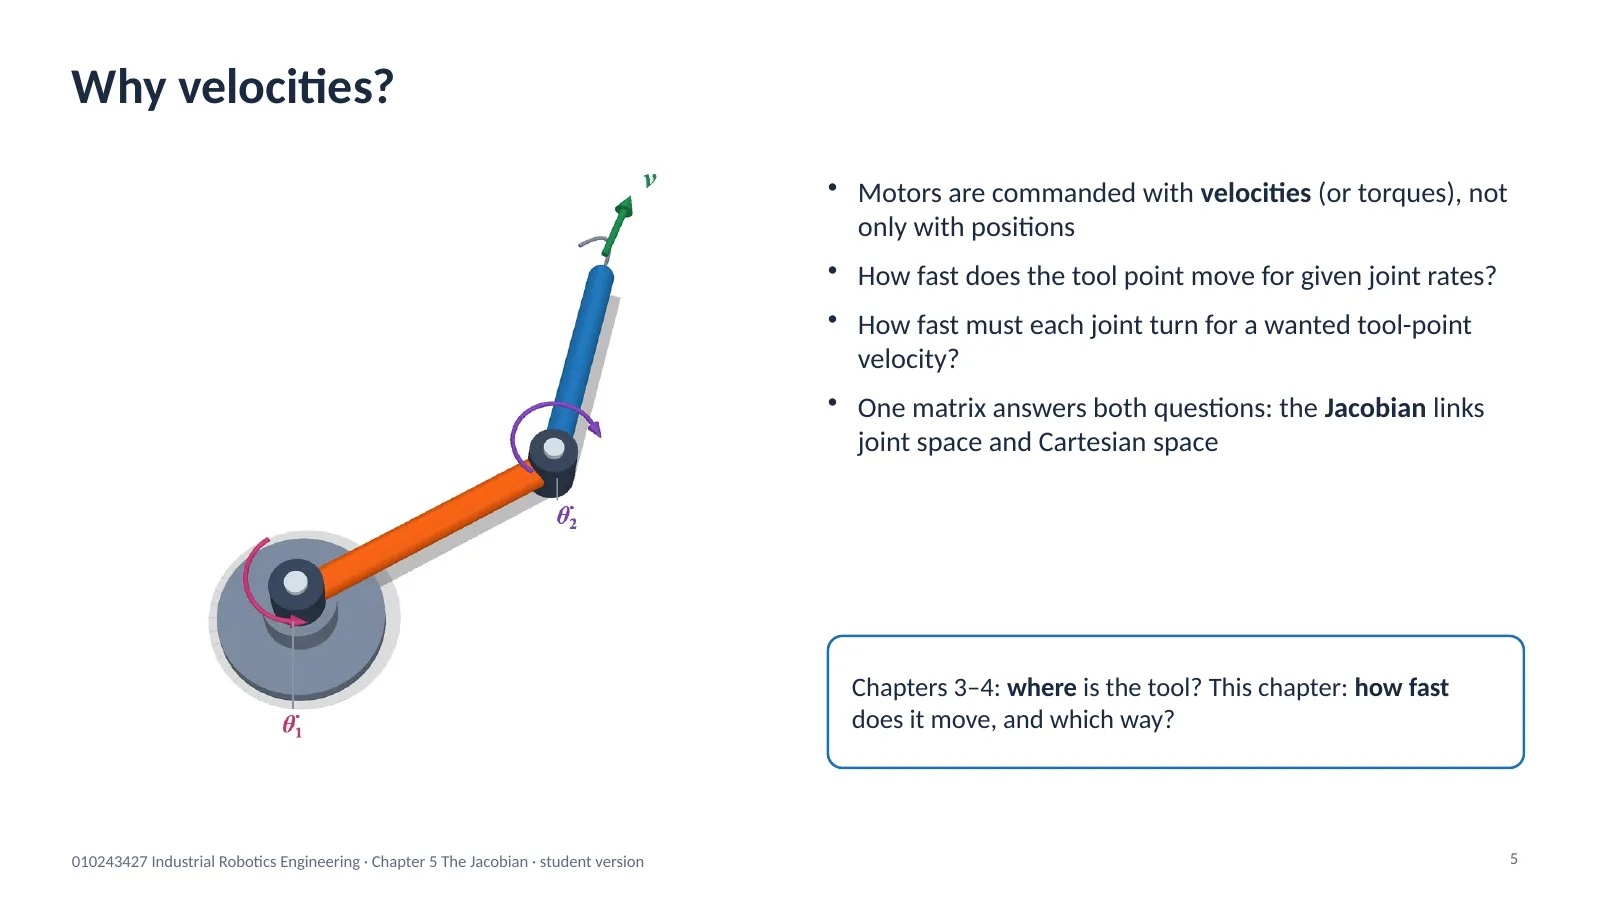 Why velocities?
v
θ̇₂
θ̇₁
• Motors are commanded with velocities (or torques), not
only with positions
• How fast does the tool point move for given joint rates?
• How fast must each joint turn for a wanted tool-point
velocity?
• One matrix answers both questions: the Jacobian links
joint space and Cartesian space
Chapters 3–4: where is the tool? This chapter: how fast
does it move, and which way?
010243427 Industrial Robotics Engineering · Chapter 5 The Jacobian · student version
5